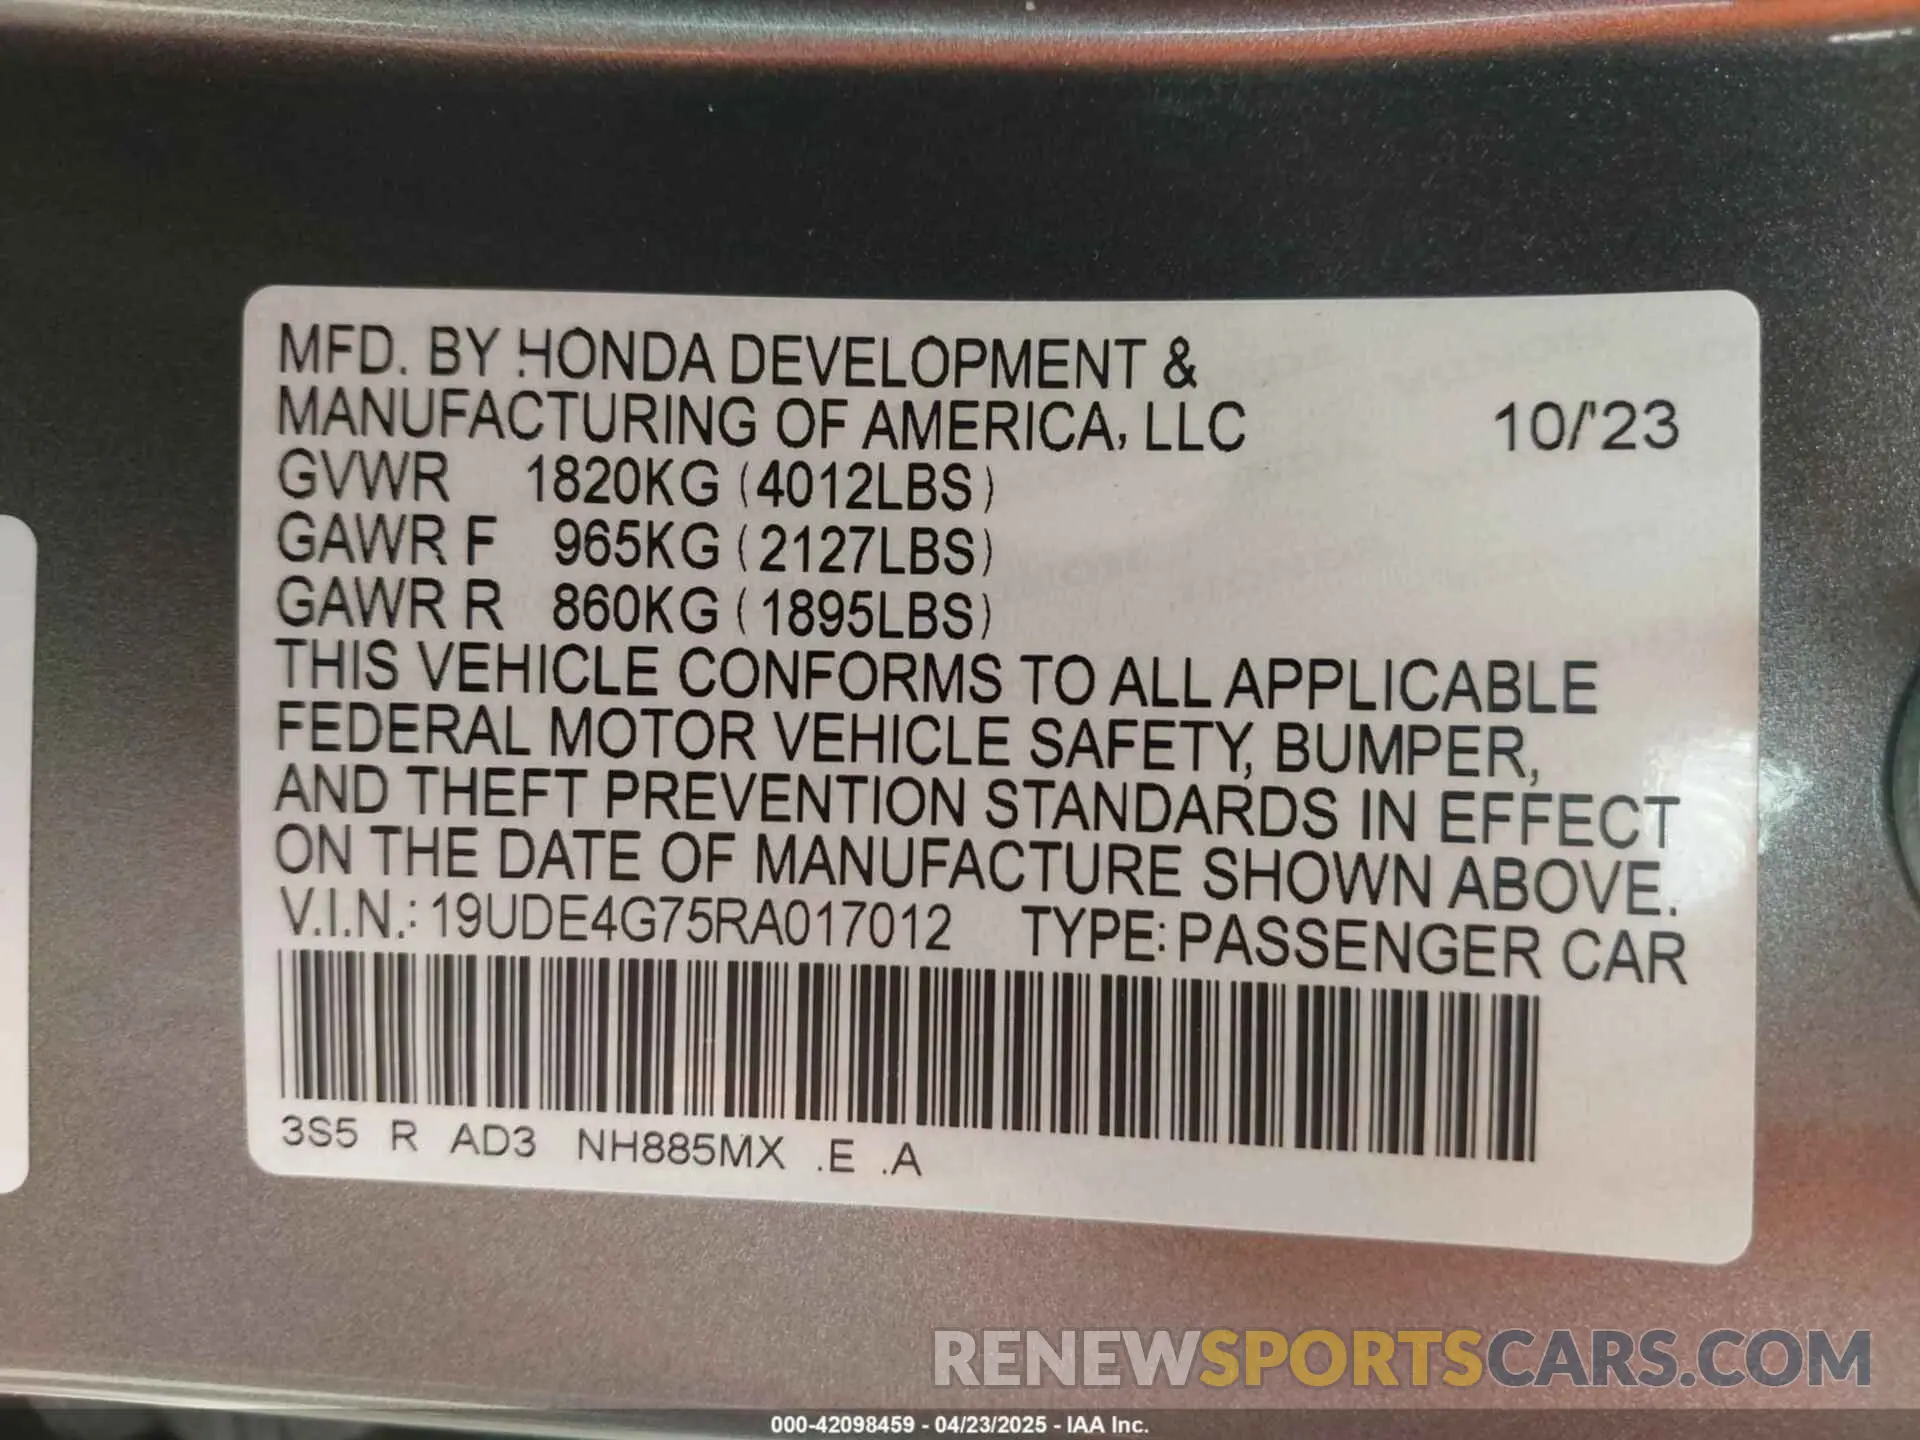 MFD. BY HONDA DEVELOPMENT &
MANUFACTURING OF AMERICA, LLC 10/'23
GVWR 1820KG (4012LBS)
GAWR F 965KG (2127LBS)
GAWR R 860KG (1895LBS)
THIS VEHICLE CONFORMS TO ALL APPLICABLE
FEDERAL MOTOR VEHICLE SAFETY, BUMPER,
AND THEFT PREVENTION STANDARDS IN EFFECT
ON THE DATE OF MANUFACTURE SHOWN ABOVE.
V.I.N.: 19UDE4G75RA017012 TYPE: PASSENGER CAR
3S5 R AD3 NH885MX .E .A
RENEWSPORTSCARS.COM
000-42098459 - 04/23/2025 - IAA Inc.